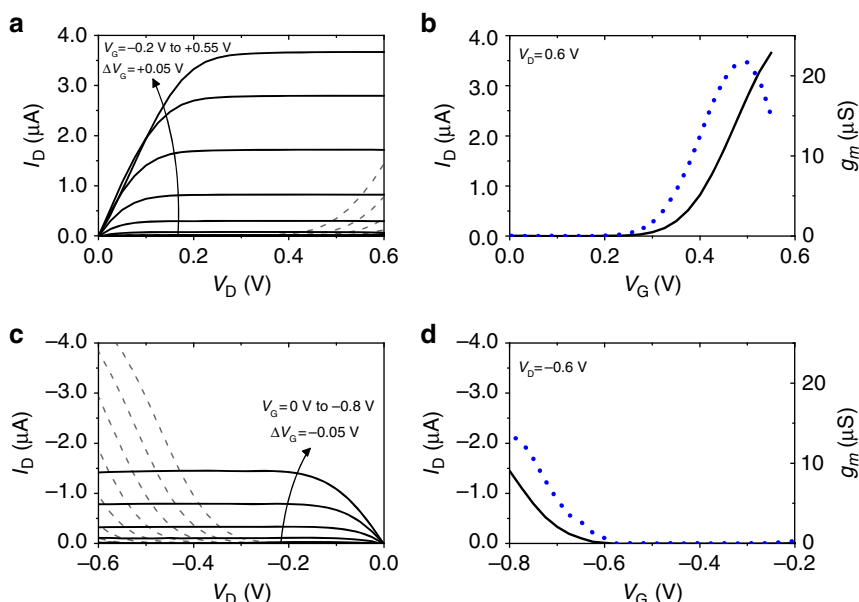 a
V_G=−0.2 V to +0.55 V
ΔV_G=+0.05 V
4.0
3.0
2.0
1.0
0.0
I_D (μA)
0.0 0.2 0.4 0.6
V_D (V)
b
V_D=0.6 V
4.0
3.0
2.0
1.0
0.0
I_D (μA)
20
10
0
g_m (μS)
0.0 0.2 0.4 0.6
V_G (V)
c
V_G=0 V to −0.8 V
ΔV_G=−0.05 V
−4.0
−3.0
−2.0
−1.0
0.0
I_D (μA)
−0.6 −0.4 −0.2 0.0
V_D (V)
d
V_D=−0.6 V
−4.0
−3.0
−2.0
−1.0
0.0
I_D (μA)
20
10
0
g_m (μS)
−0.8 −0.6 −0.4 −0.2
V_G (V)